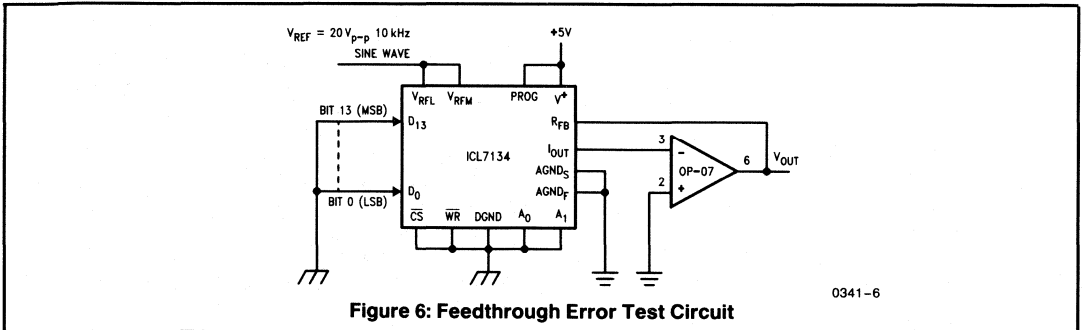 V_REF = 20 V_p-p 10 kHz
SINE WAVE
+5V
V_RFL V_RFM PROG V⁺
BIT 13 (MSB)
D₁₃
R_FB
I_OUT
ICL7134
AGND_S
AGND_F
D₀
BIT 0 (LSB)
C̅S̅ W̅R̅ DGND A₀ A₁
3
−
OP-07
2
+
6
V_OUT
0341-6
Figure 6: Feedthrough Error Test Circuit